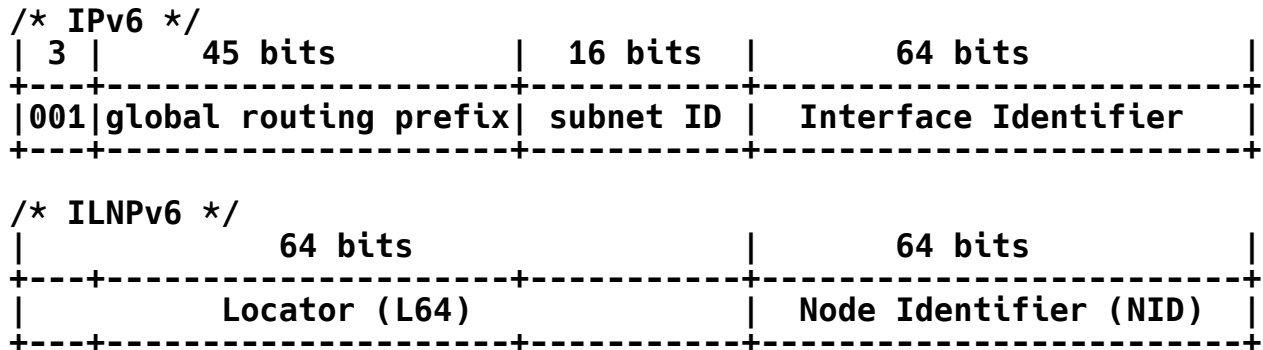 /* IPv6 */
| 3 |     45 bits         |  16 bits  |       64 bits           |
+---+---------------------+-----------+-------------------------+
|001|global routing prefix| subnet ID |  Interface Identifier   |
+---+---------------------+-----------+-------------------------+

/* ILNPv6 */
|             64 bits                 |       64 bits           |
+---+---------------------+-----------+-------------------------+
|          Locator (L64)              |  Node Identifier (NID)  |
+---+---------------------+-----------+-------------------------+